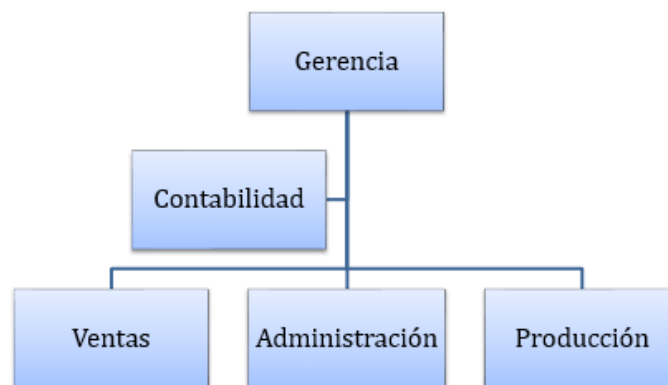 Gerencia
Contabilidad
Ventas
Administración
Producción